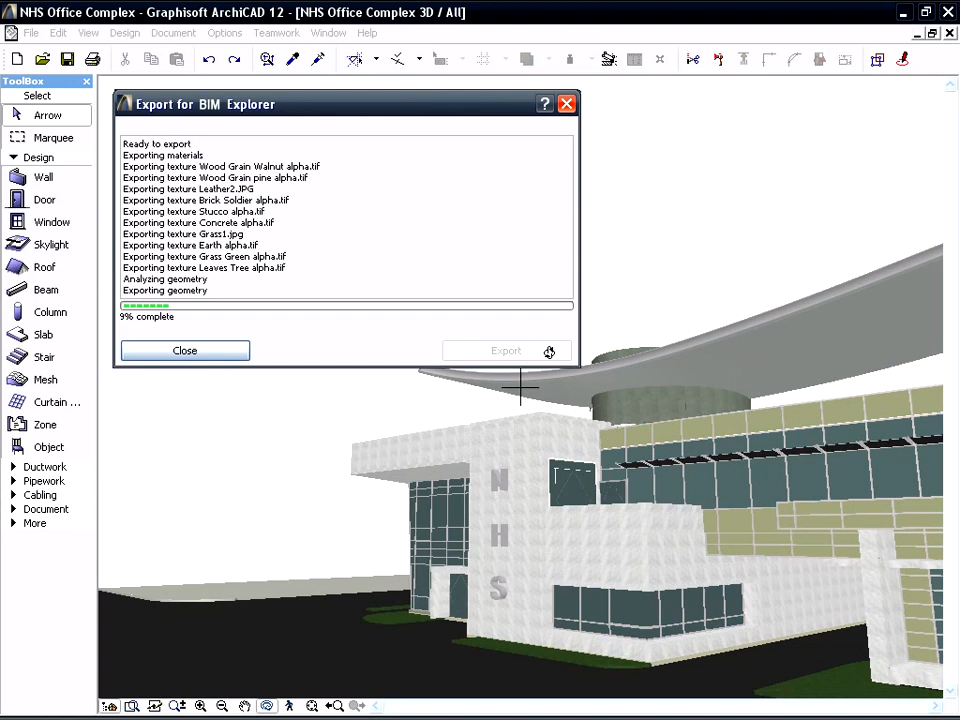 NHS Office Complex - Graphisoft ArchiCAD 12 - [NHS Office Complex 3D / All]
File Edit View Design Document Options Teamwork Window Help
ToolBox
Select
Arrow
Marquee
Design
Wall
Door
Window
Skylight
Roof
Beam
Column
Slab
Stair
Mesh
Curtain ...
Zone
Object
Ductwork
Pipework
Cabling
Document
More
Export for BIM Explorer
Ready to export
Exporting materials
Exporting texture Wood Grain Walnut alpha.tif
Exporting texture Wood Grain pine alpha.tif
Exporting texture Leather2.JPG
Exporting texture Brick Soldier alpha.tif
Exporting texture Stucco alpha.tif
Exporting texture Concrete alpha.tif
Exporting texture Grass1.jpg
Exporting texture Earth alpha.tif
Exporting texture Grass Green alpha.tif
Exporting texture Leaves Tree alpha.tif
Analyzing geometry
Exporting geometry
9% complete
Close Export
N
H
S